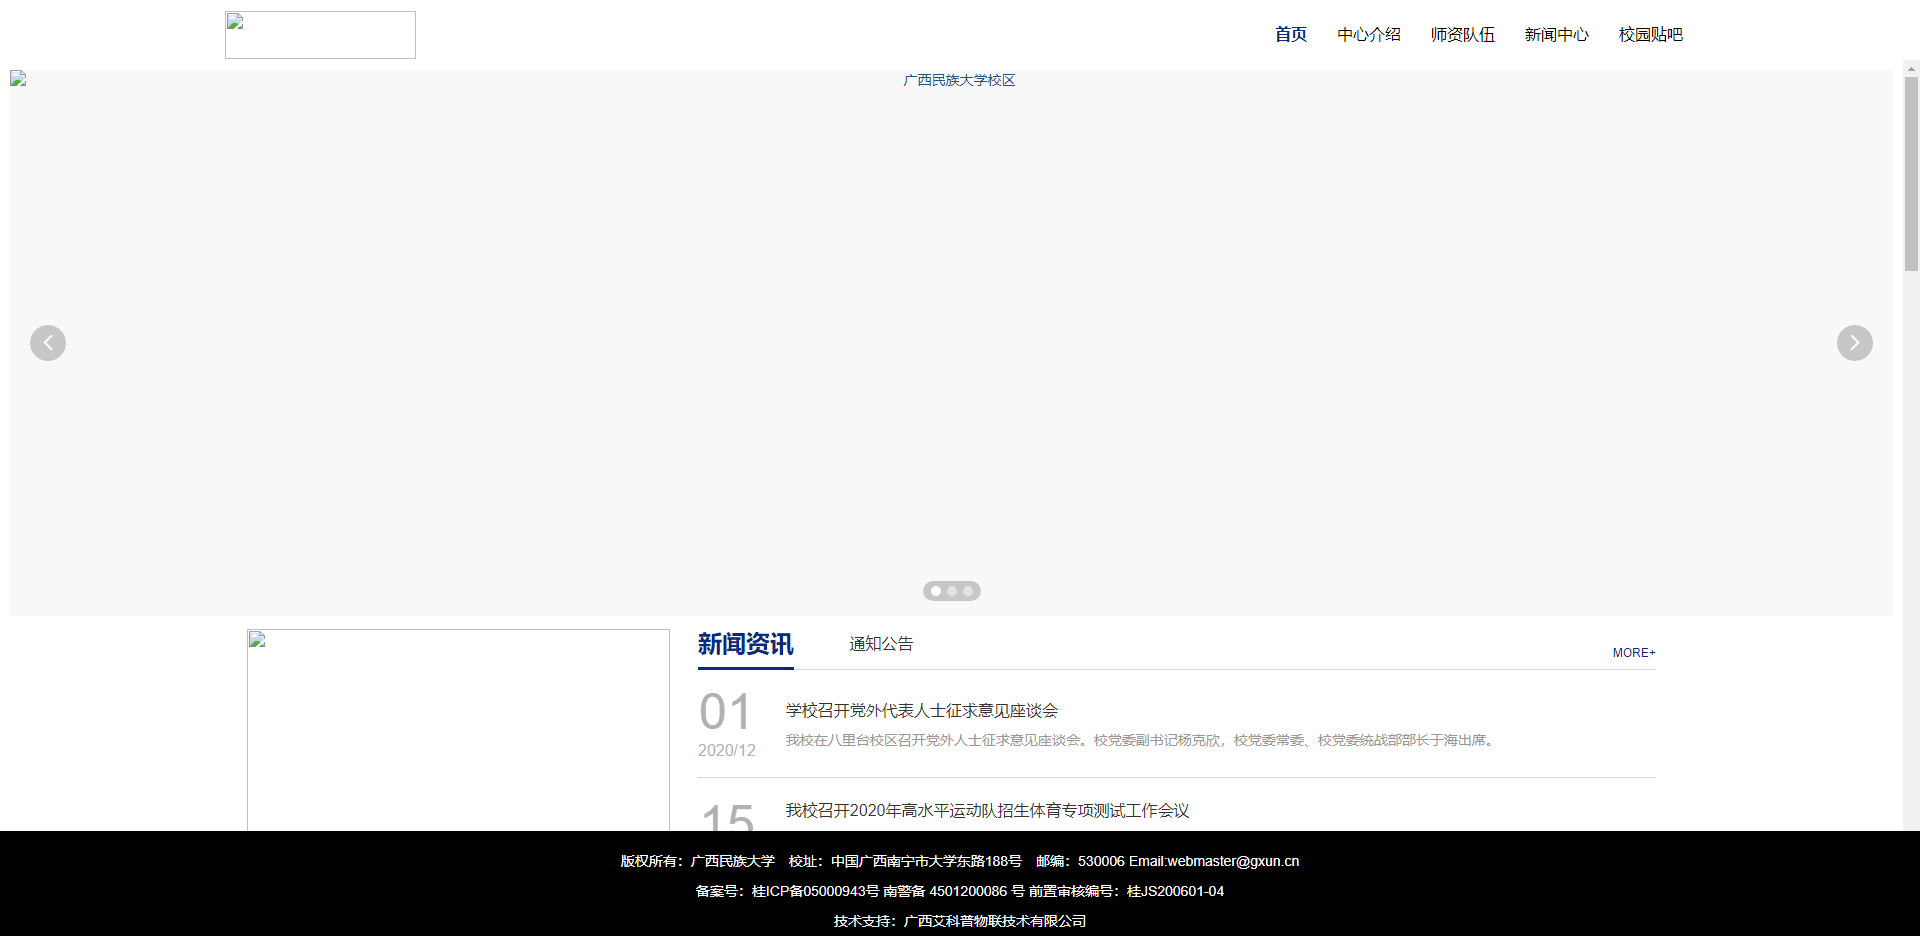 首页 中心介绍 师资队伍 新闻中心 校园贴吧
广西民族大学校区
新闻资讯 通知公告 MORE+
01
2020/12
学校召开党外代表人士征求意见座谈会
我校在八里台校区召开党外人士征求意见座谈会。校党委副书记杨克欣，校党委常委、校党委统战部部长于海出席。
15
我校召开2020年高水平运动队招生体育专项测试工作会议
版权所有：广西民族大学 校址：中国广西南宁市大学东路188号 邮编：530006 Email:webmaster@gxun.cn
备案号：桂ICP备05000943号 南警备 4501200086 号 前置审核编号：桂JS200601-04
技术支持：广西艾科普物联技术有限公司